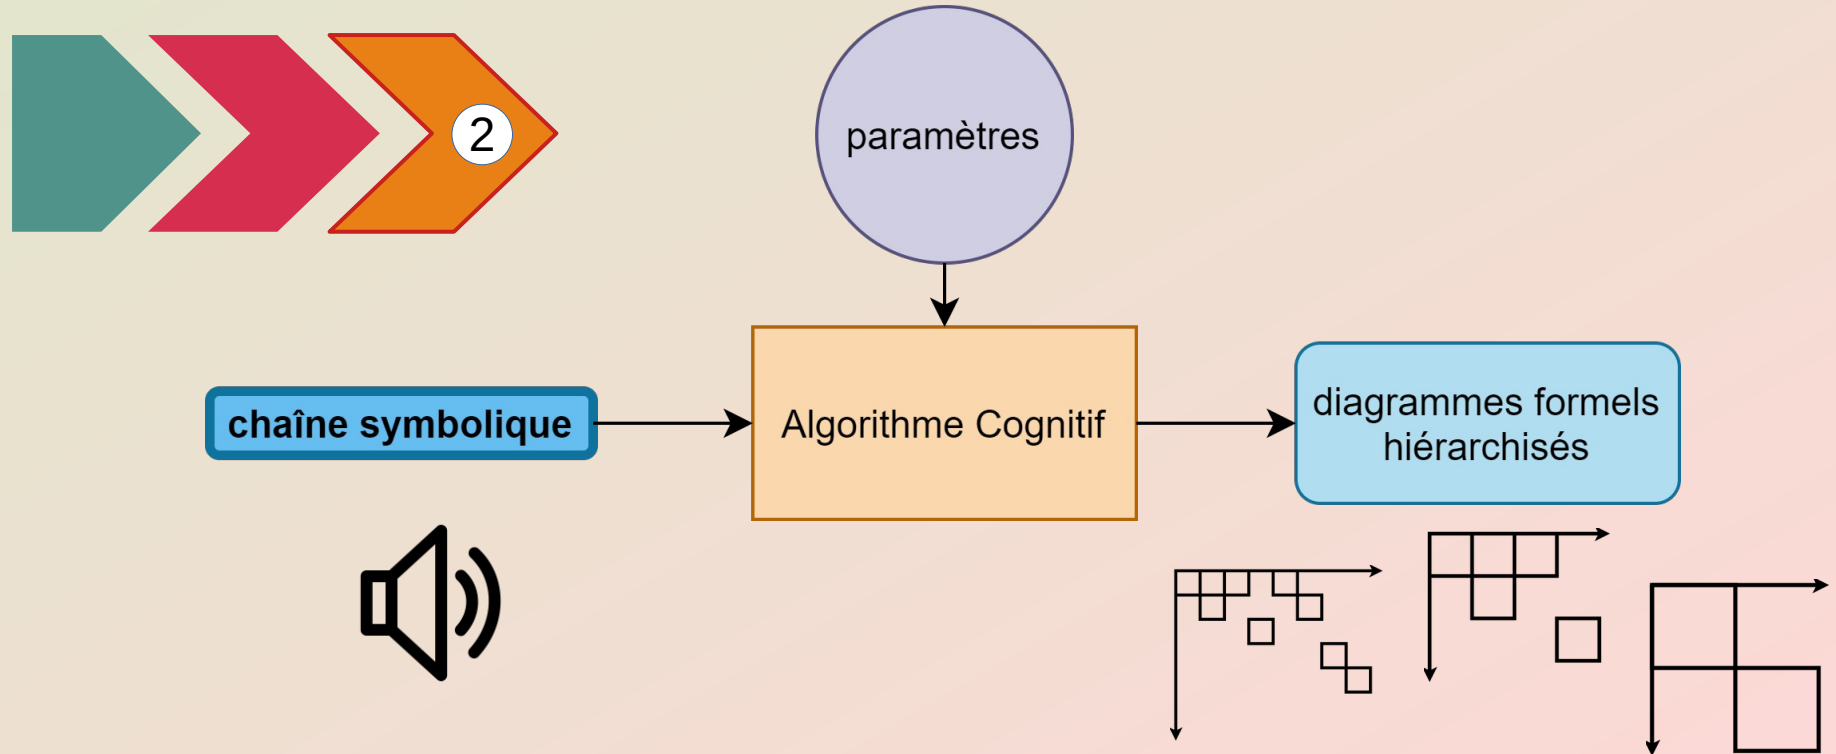 2
paramètres
chaîne symbolique
Algorithme Cognitif
diagrammes formels
hiérarchisés